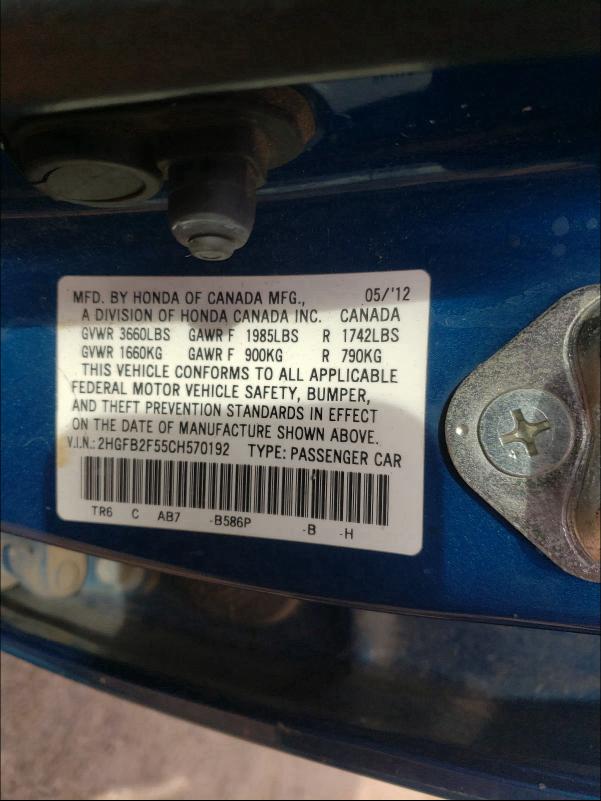 MFD. BY HONDA OF CANADA MFG., 05/'12
A DIVISION OF HONDA CANADA INC. CANADA
GVWR 3660LBS GAWR F 1985LBS R 1742LBS
GVWR 1660KG GAWR F 900KG R 790KG
THIS VEHICLE CONFORMS TO ALL APPLICABLE
FEDERAL MOTOR VEHICLE SAFETY, BUMPER,
AND THEFT PREVENTION STANDARDS IN EFFECT
ON THE DATE OF MANUFACTURE SHOWN ABOVE.
V.I.N.: 2HGFB2F55CH570192 TYPE: PASSENGER CAR
TR6 C AB7 -B586P -B -H